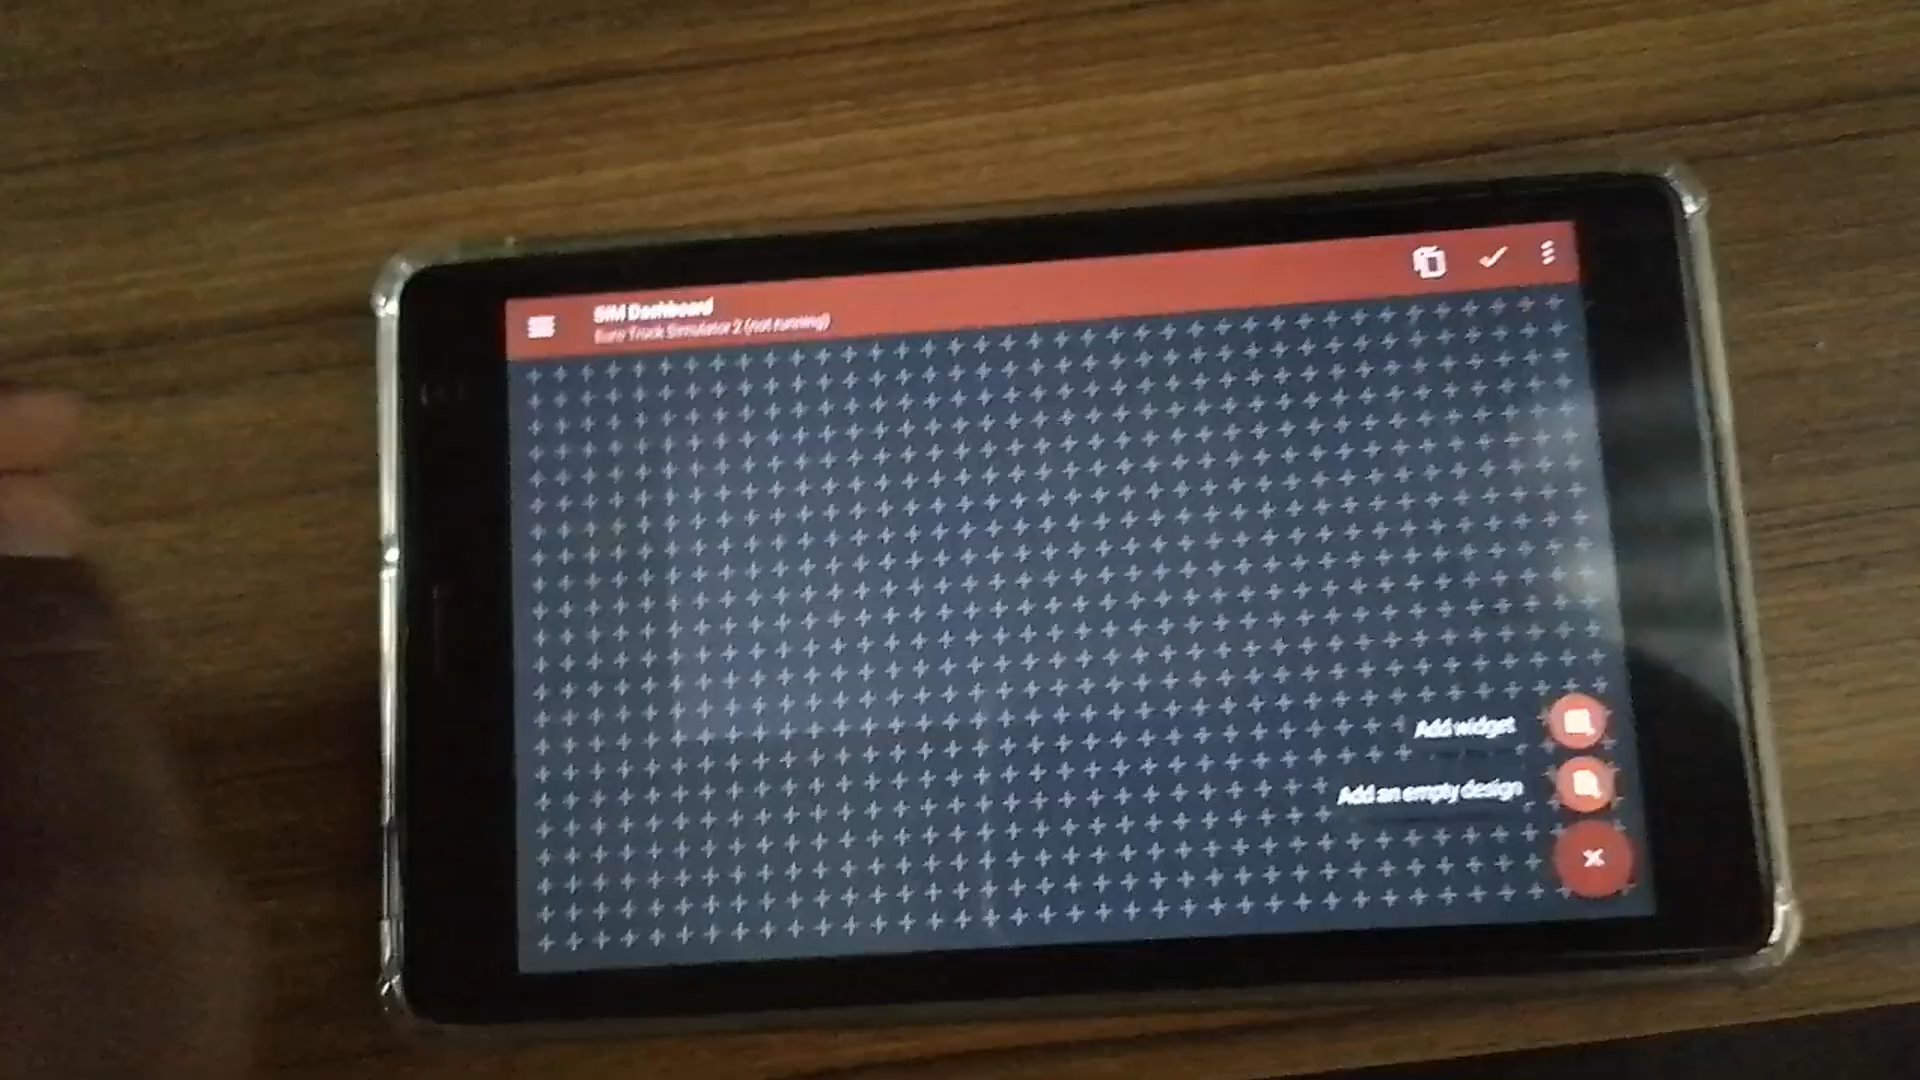 SIM Dashboard
Euro Truck Simulator 2 (not running)
Add widget
Add an empty design